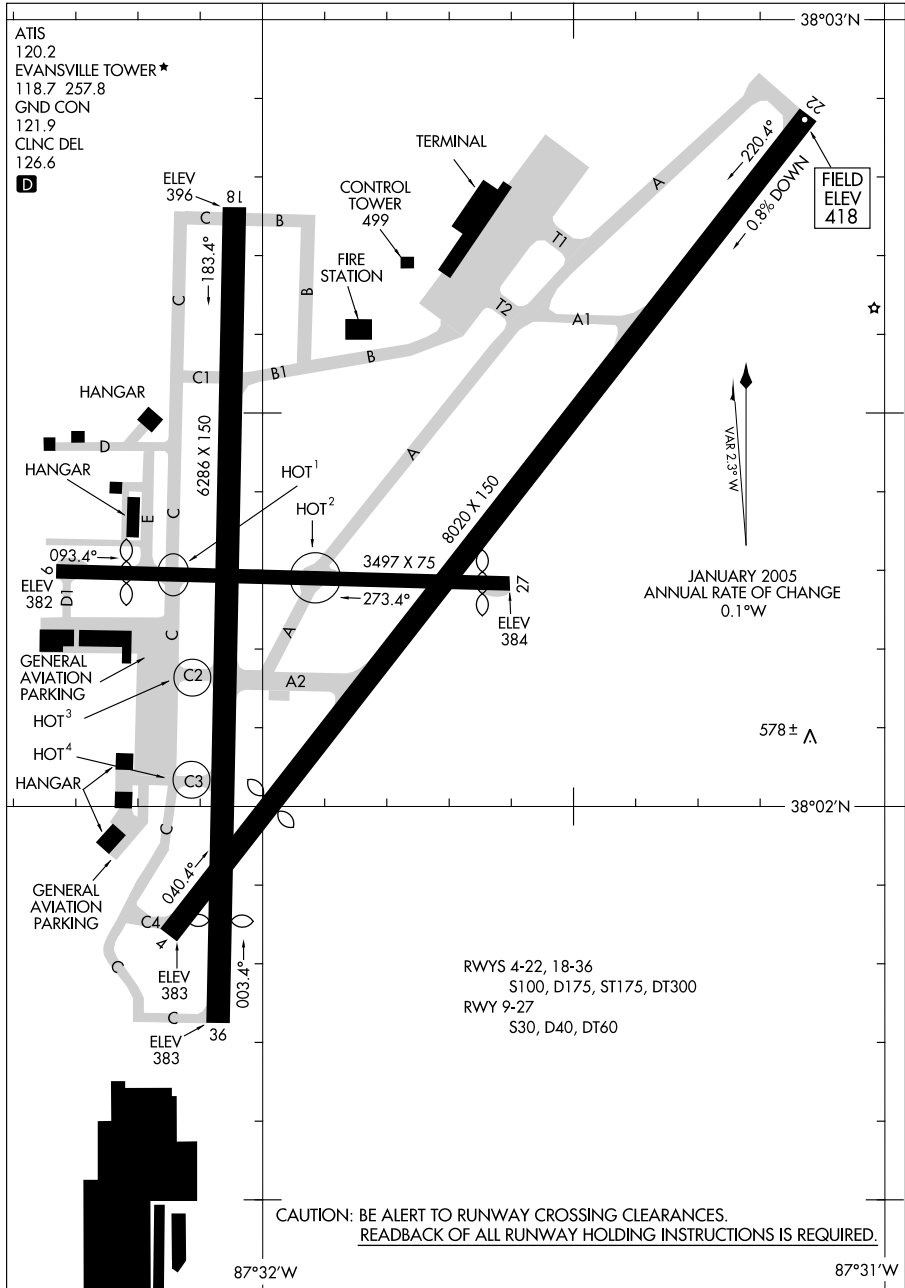 38°03'N
ATIS
120.2
EVANSVILLE TOWER★
118.7 257.8
GND CON
121.9
CLNC DEL
126.6
D
22
220.4°
0.8% DOWN
FIELD
ELEV
418
TERMINAL
CONTROL
TOWER
499
FIRE
STATION
ELEV
396
18
C
B
183.4°
A
T1
T2
A1
C
B
B
B1
C1
HANGAR
D
HANGAR
E
C
6286 X 150
HOT1
HOT2
A
8020 X 150
VAR 2.3° W
JANUARY 2005
ANNUAL RATE OF CHANGE
0.1°W
093.4°
9
ELEV
382
D1
3497 X 75
273.4°
27
ELEV
384
C
A
GENERAL
AVIATION
PARKING
C2
A2
HOT3
HOT4
C3
HANGAR
578±
38°02'N
C
GENERAL
AVIATION
PARKING
040.4°
C4
4
ELEV
383
003.4°
C
C
ELEV
383
36
RWYS 4-22, 18-36
S100, D175, ST175, DT300
RWY 9-27
S30, D40, DT60
CAUTION: BE ALERT TO RUNWAY CROSSING CLEARANCES.
READBACK OF ALL RUNWAY HOLDING INSTRUCTIONS IS REQUIRED.
87°32'W
87°31'W